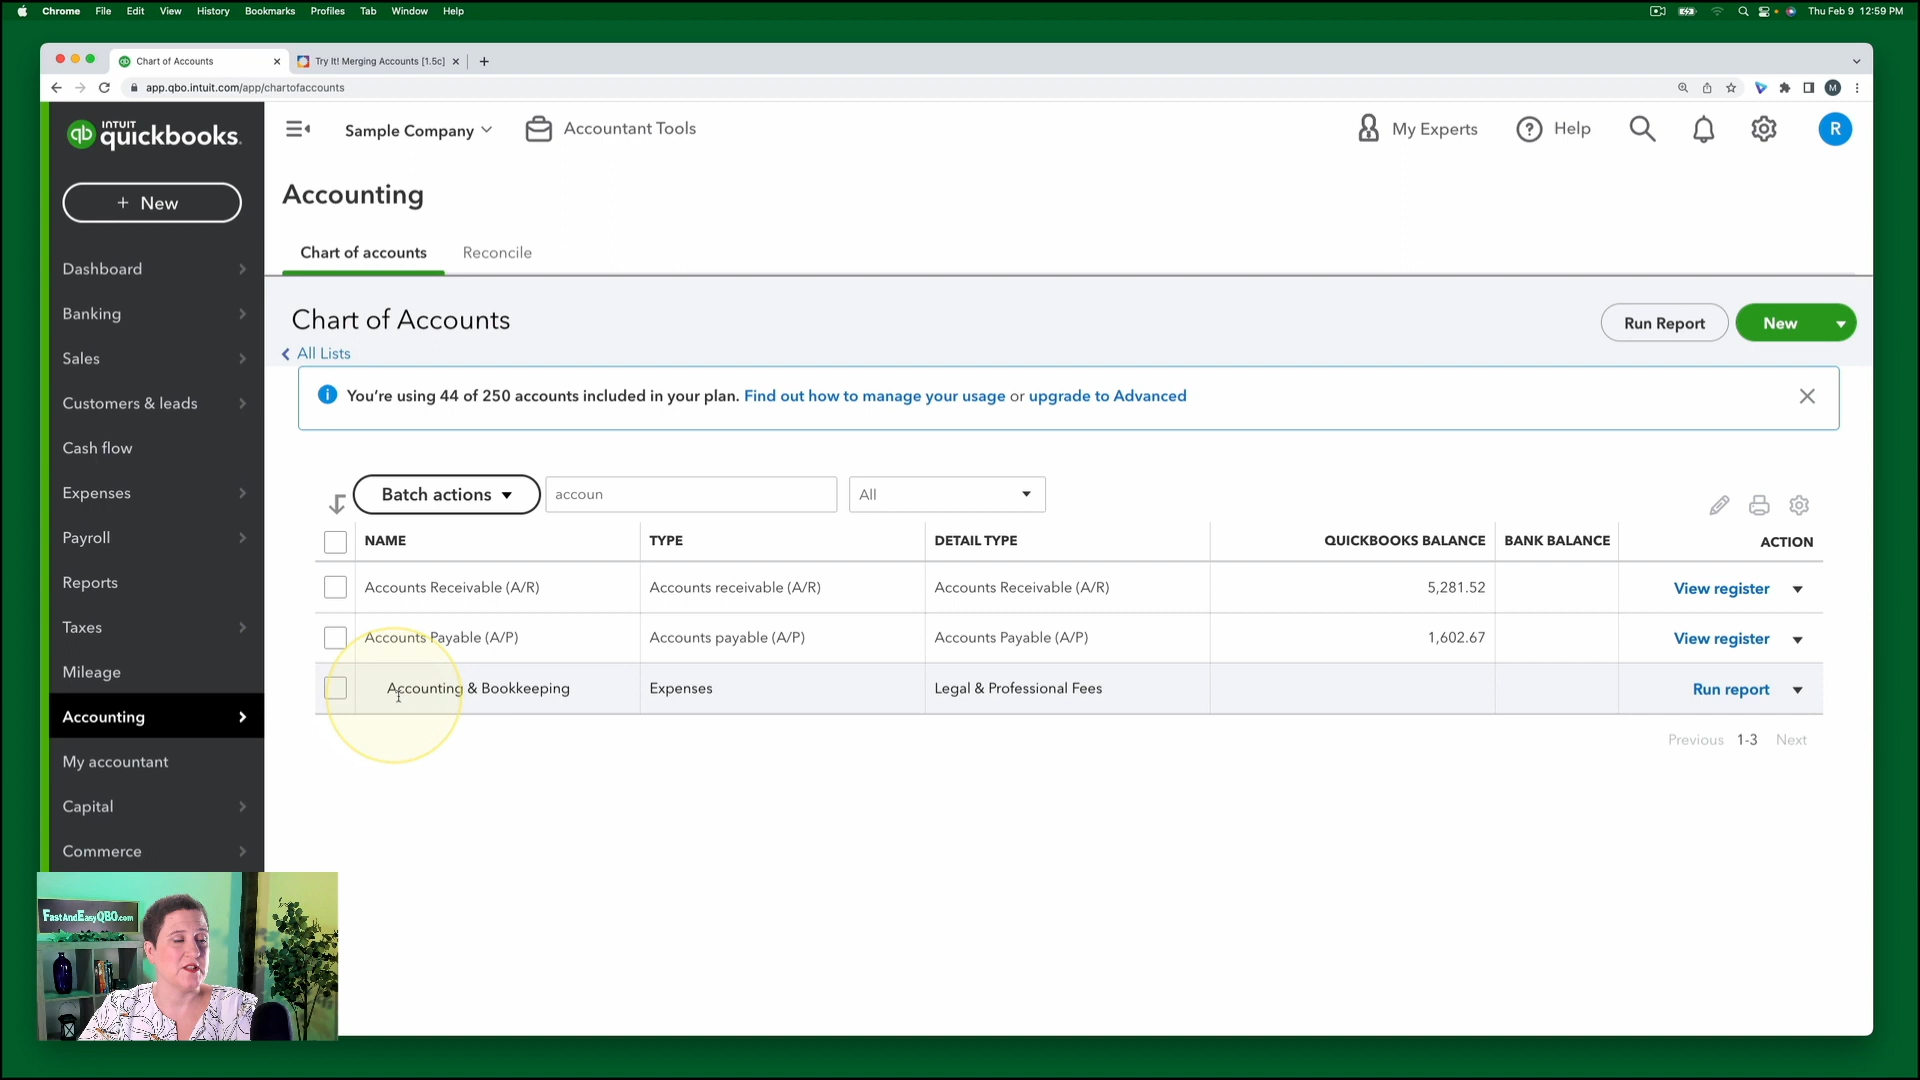 Chrome File Edit View History Bookmarks Profiles Tab Window Help
Thu Feb 9 12:59 PM
Chart of Accounts
Try It! Merging Accounts [1.5c]
app.qbo.intuit.com/app/chartofaccounts
M
qb INTUIT quickbooks.
Sample Company
Accountant Tools
My Experts
Help
R
+ New
Accounting
Chart of accounts
Reconcile
Dashboard
Banking
Sales
Customers & leads
Cash flow
Expenses
Payroll
Reports
Taxes
Mileage
Accounting
My accountant
Capital
Commerce
Chart of Accounts
Run Report
New
All Lists
You're using 44 of 250 accounts included in your plan. Find out how to manage your usage or upgrade to Advanced
Batch actions
accoun
All
NAME TYPE DETAIL TYPE QUICKBOOKS BALANCE BANK BALANCE ACTION
Accounts Receivable (A/R) Accounts receivable (A/R) Accounts Receivable (A/R) 5,281.52 View register
Accounts Payable (A/P) Accounts payable (A/P) Accounts Payable (A/P) 1,602.67 View register
Accounting & Bookkeeping Expenses Legal & Professional Fees Run report
Previous 1-3 Next
FastAndEasyQBO.com